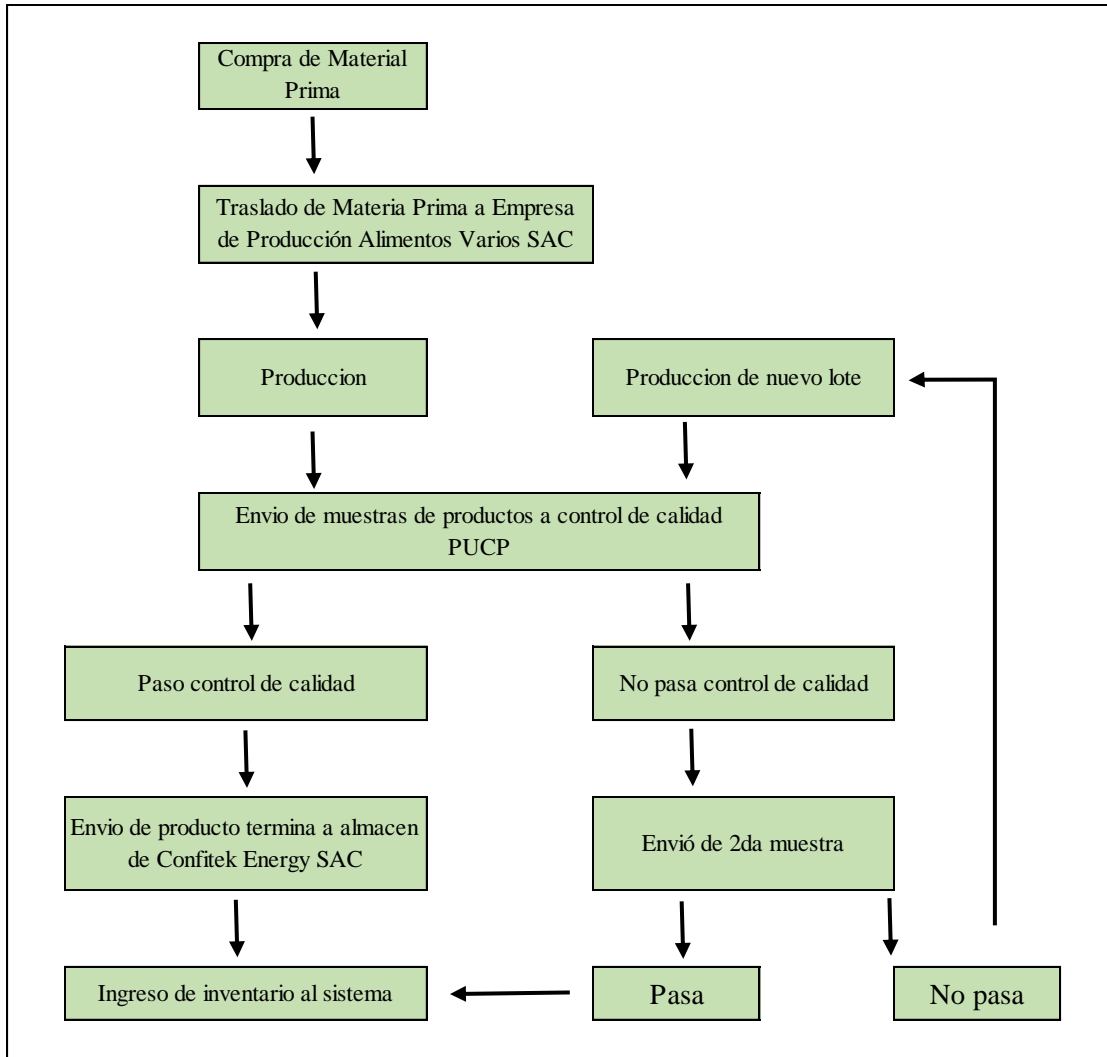 Compra de Material
Prima
Traslado de Materia Prima a Empresa
de Producción Alimentos Varios SAC
Produccion
Produccion de nuevo lote
Envio de muestras de productos a control de calidad
PUCP
Paso control de calidad
No pasa control de calidad
Envio de producto termina a almacen
de Confitek Energy SAC
Envió de 2da muestra
Ingreso de inventario al sistema
Pasa
No pasa